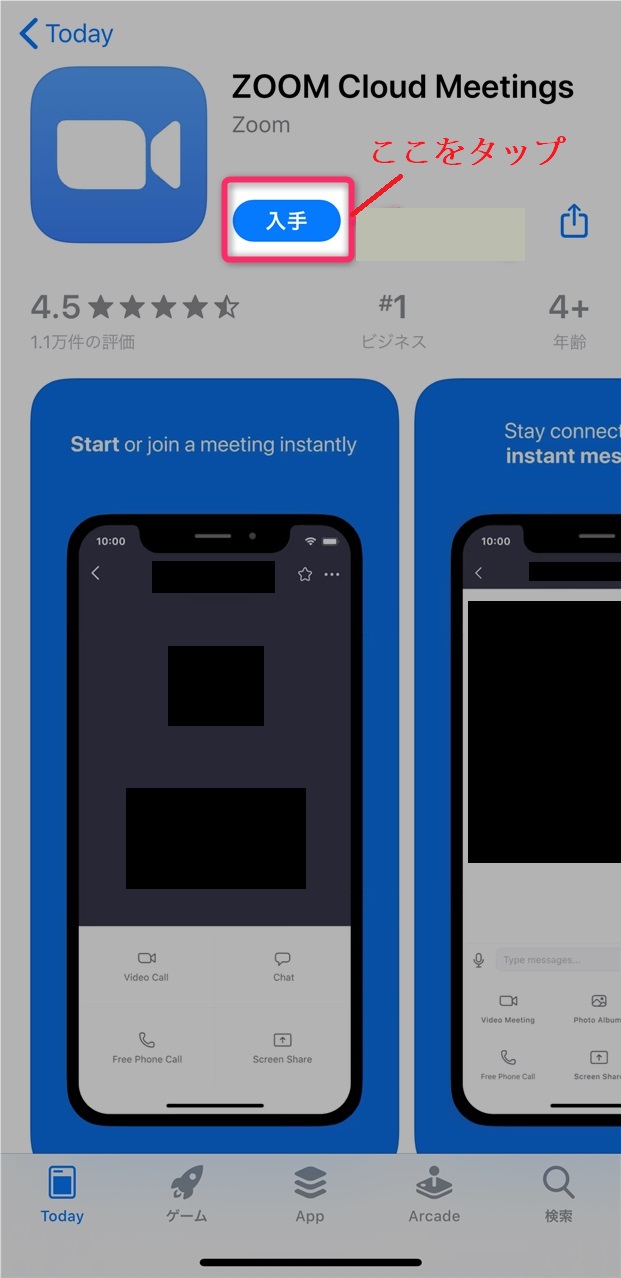 Today
ZOOM Cloud Meetings
Zoom
ここをタップ
入手
4.5
1.1万件の評価
#1
ビジネス
4+
年齢
Start or join a meeting instantly
10:00
Video Call
Chat
Free Phone Call
Screen Share
Stay connect
instant mes
10:00
Type messages...
Video Meeting
Photo Album
Free Phone Call
Screen Shar
Today
ゲーム
App
Arcade
検索